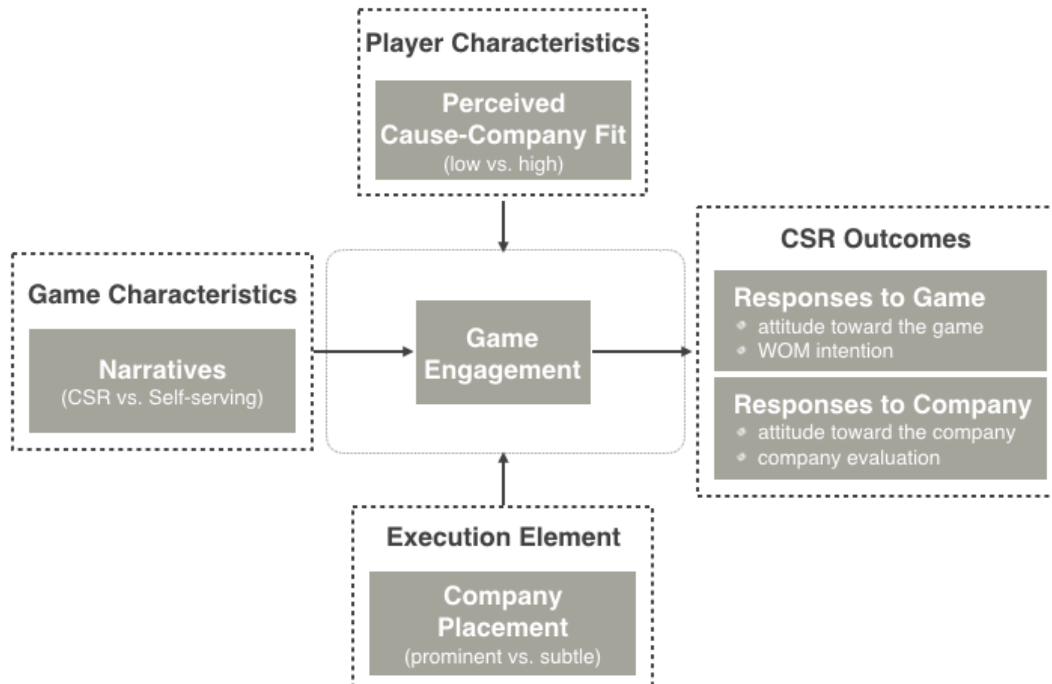 Player Characteristics
Perceived
Cause-Company Fit
(low vs. high)
Game Characteristics
Narratives
(CSR vs. Self-serving)
Game
Engagement
CSR Outcomes
Responses to Game
attitude toward the game
WOM intention
Responses to Company
attitude toward the company
company evaluation
Execution Element
Company
Placement
(prominent vs. subtle)